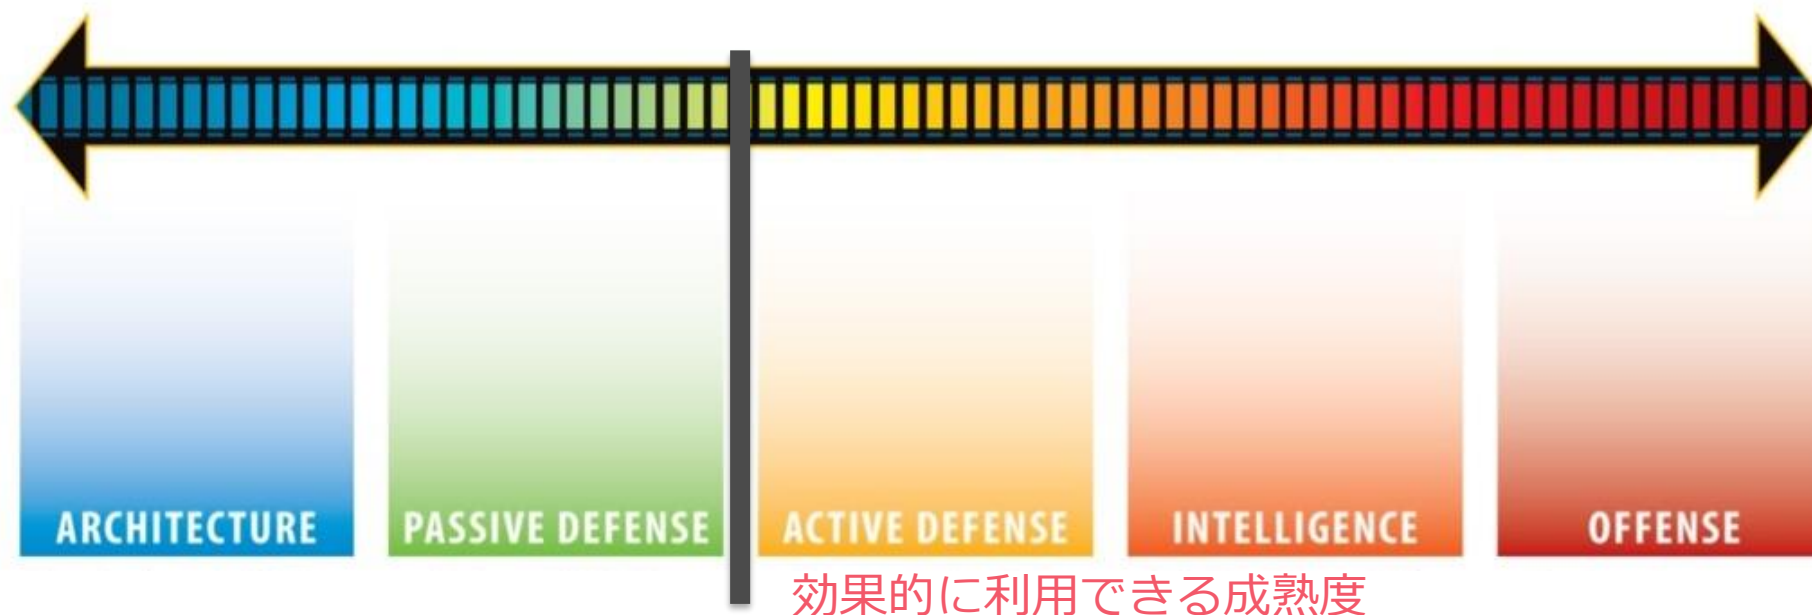 ARCHITECTURE
PASSIVE DEFENSE
ACTIVE DEFENSE
INTELLIGENCE
OFFENSE
効果的に利用できる成熟度